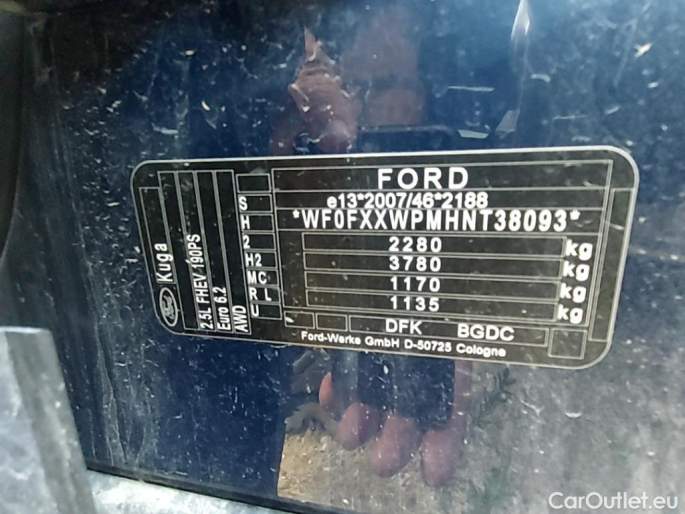 FORD
e13*2007/46*2188
*WF0FXXWPMHNT38093*
2280 kg
3780 kg
1170 kg
1135 kg
DFK BGDC
Ford-Werke GmbH D-50725 Cologne
S
H
2
H2
MC
R L
U
Kuga
2.5L FHEV 190PS
Euro 6.2
AWD
Ford
CarOutlet.eu